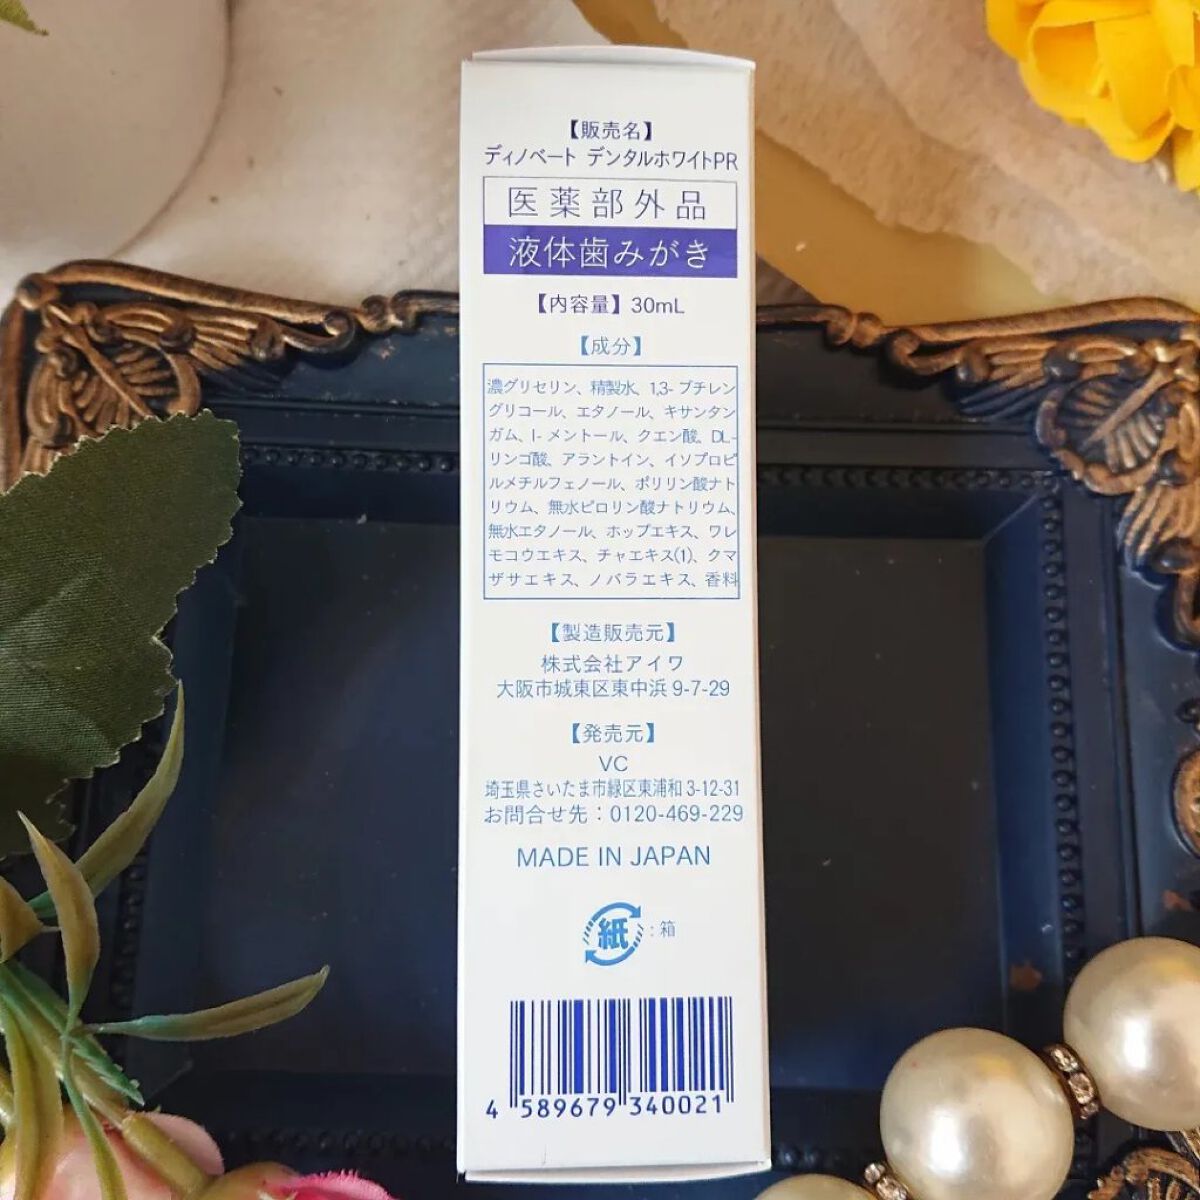 【販売名】
ディノベート デンタルホワイトPR
医薬部外品
液体歯みがき
【内容量】30mL
【成分】
濃グリセリン、精製水、1,3-ブチレン
グリコール、エタノール、キサンタン
ガム、l-メントール、クエン酸、DL-
リンゴ酸、アラントイン、イソプロピ
ルメチルフェノール、ポリリン酸ナト
リウム、無水ピロリン酸ナトリウム、
無水エタノール、ホップエキス、ワレ
モコウエキス、チャエキス(1)、クマ
ザサエキス、ノバラエキス、香料
【製造販売元】
株式会社アイワ
大阪市城東区東中浜9-7-29
【発売元】
VC
埼玉県さいたま市緑区東浦和3-12-31
お問合せ先：0120-469-229
MADE IN JAPAN
紙：箱
4 589679 340021